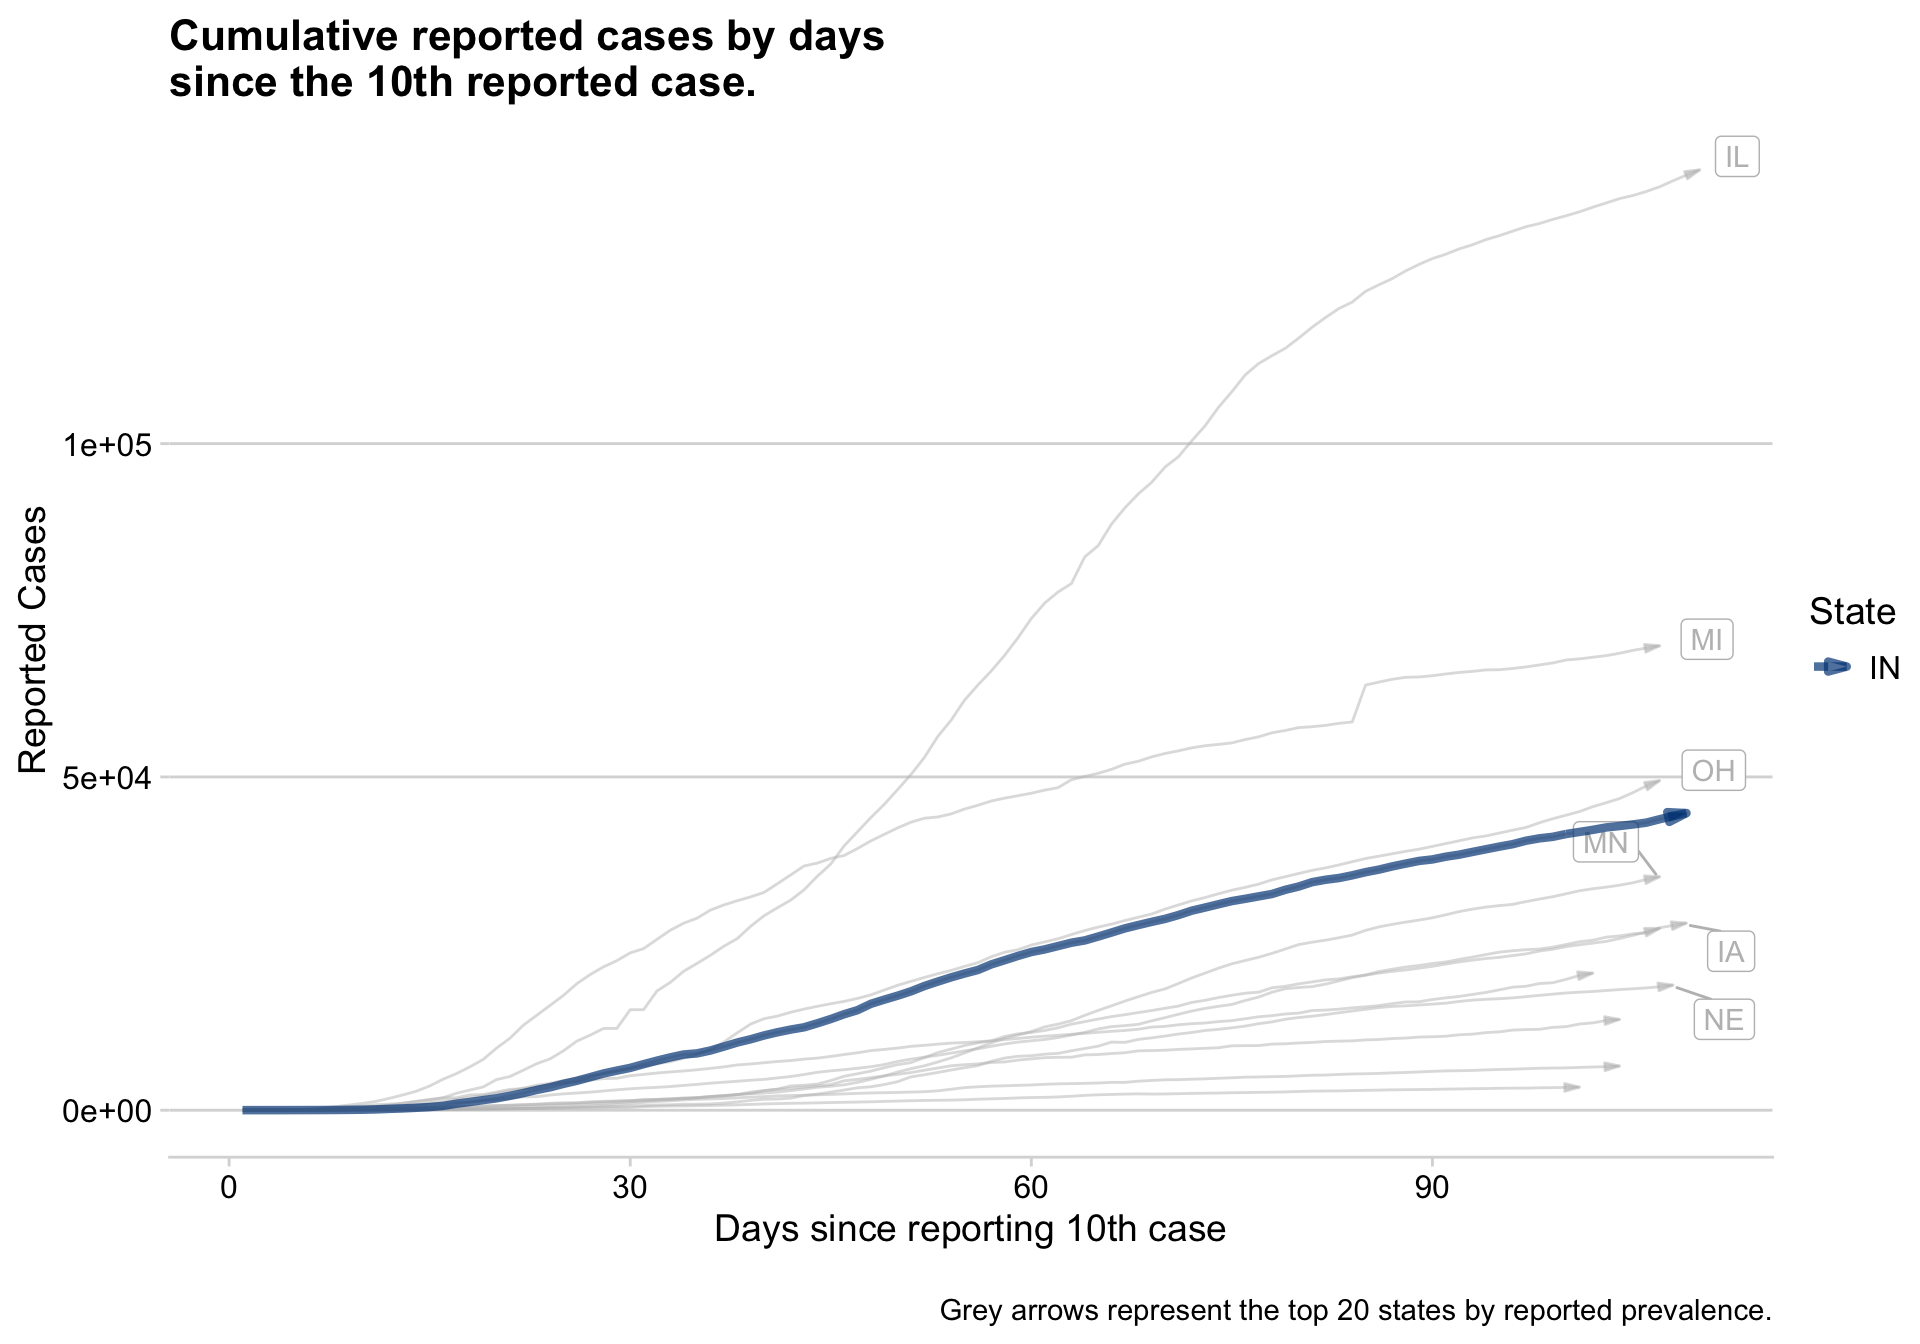 Cumulative reported cases by days
since the 10th reported case.
IL
1e+05
Reported Cases
State
MI
IN
OH
5e+04
MN
IA
NE
0e+00
0 30 60 90
Days since reporting 10th case
Grey arrows represent the top 20 states by reported prevalence.